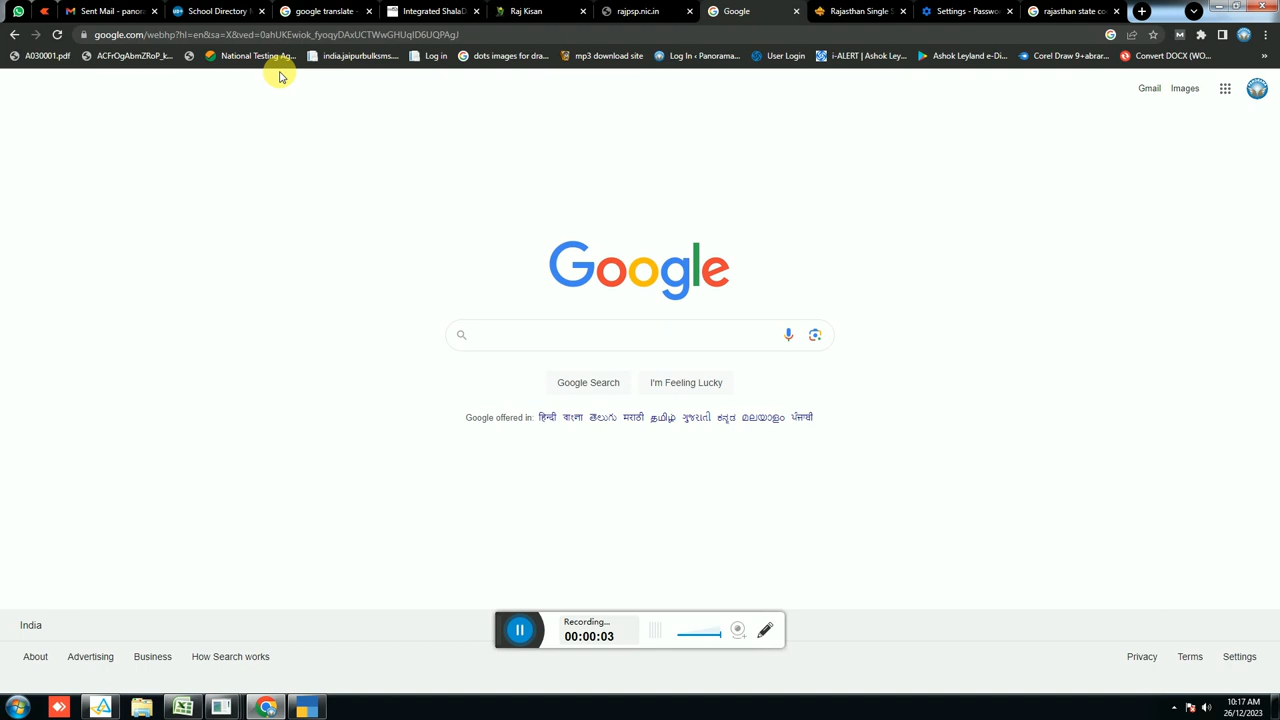 Sent Mail - panor
School Directory M
google translate -
Integrated ShalaD
Raj Kisan
rajpsp.nic.in
Google
Rajasthan Single S
Settings - Passwo
rajasthan state co
google.com/webhp?hl=en&sa=X&ved=0ahUKEwiok_fyoqyDAxUCTWwGHUqID6UQPAgJ
A030001.pdf
ACFrOgAbmZRoP_k...
National Testing Ag...
india.jaipurbulksms....
Log in
dots images for dra...
mp3 download site
Log In ‹ Panorama...
User Login
i-ALERT | Ashok Ley...
Ashok Leyland e-Di...
Corel Draw 9+abrar...
Convert DOCX (WO...
»
Gmail
Images
Google
Google Search
I'm Feeling Lucky
Google offered in: हिन्दी বাংলা తెలుగు मराठी தமிழ் ગુજરાતી ಕನ್ನಡ മലയാളം ਪੰਜਾਬੀ
Recording...
00:00:03
India
About
Advertising
Business
How Search works
Privacy
Terms
Settings
10:17 AM
26/12/2023